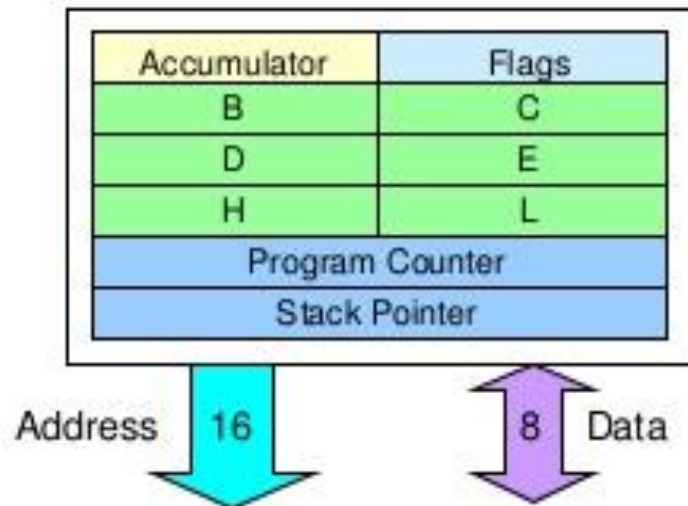 Accumulator Flags
B C
D E
H L
Program Counter
Stack Pointer
Address 16 8 Data